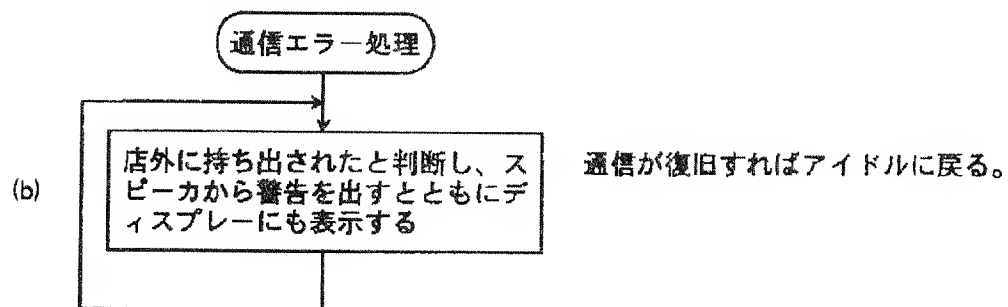 通信エラー処理
(b)
店外に持ち出されたと判断し、ス
ピーカから警告を出すとともにデ
ィスプレーにも表示する
通信が復旧すればアイドルに戻る。